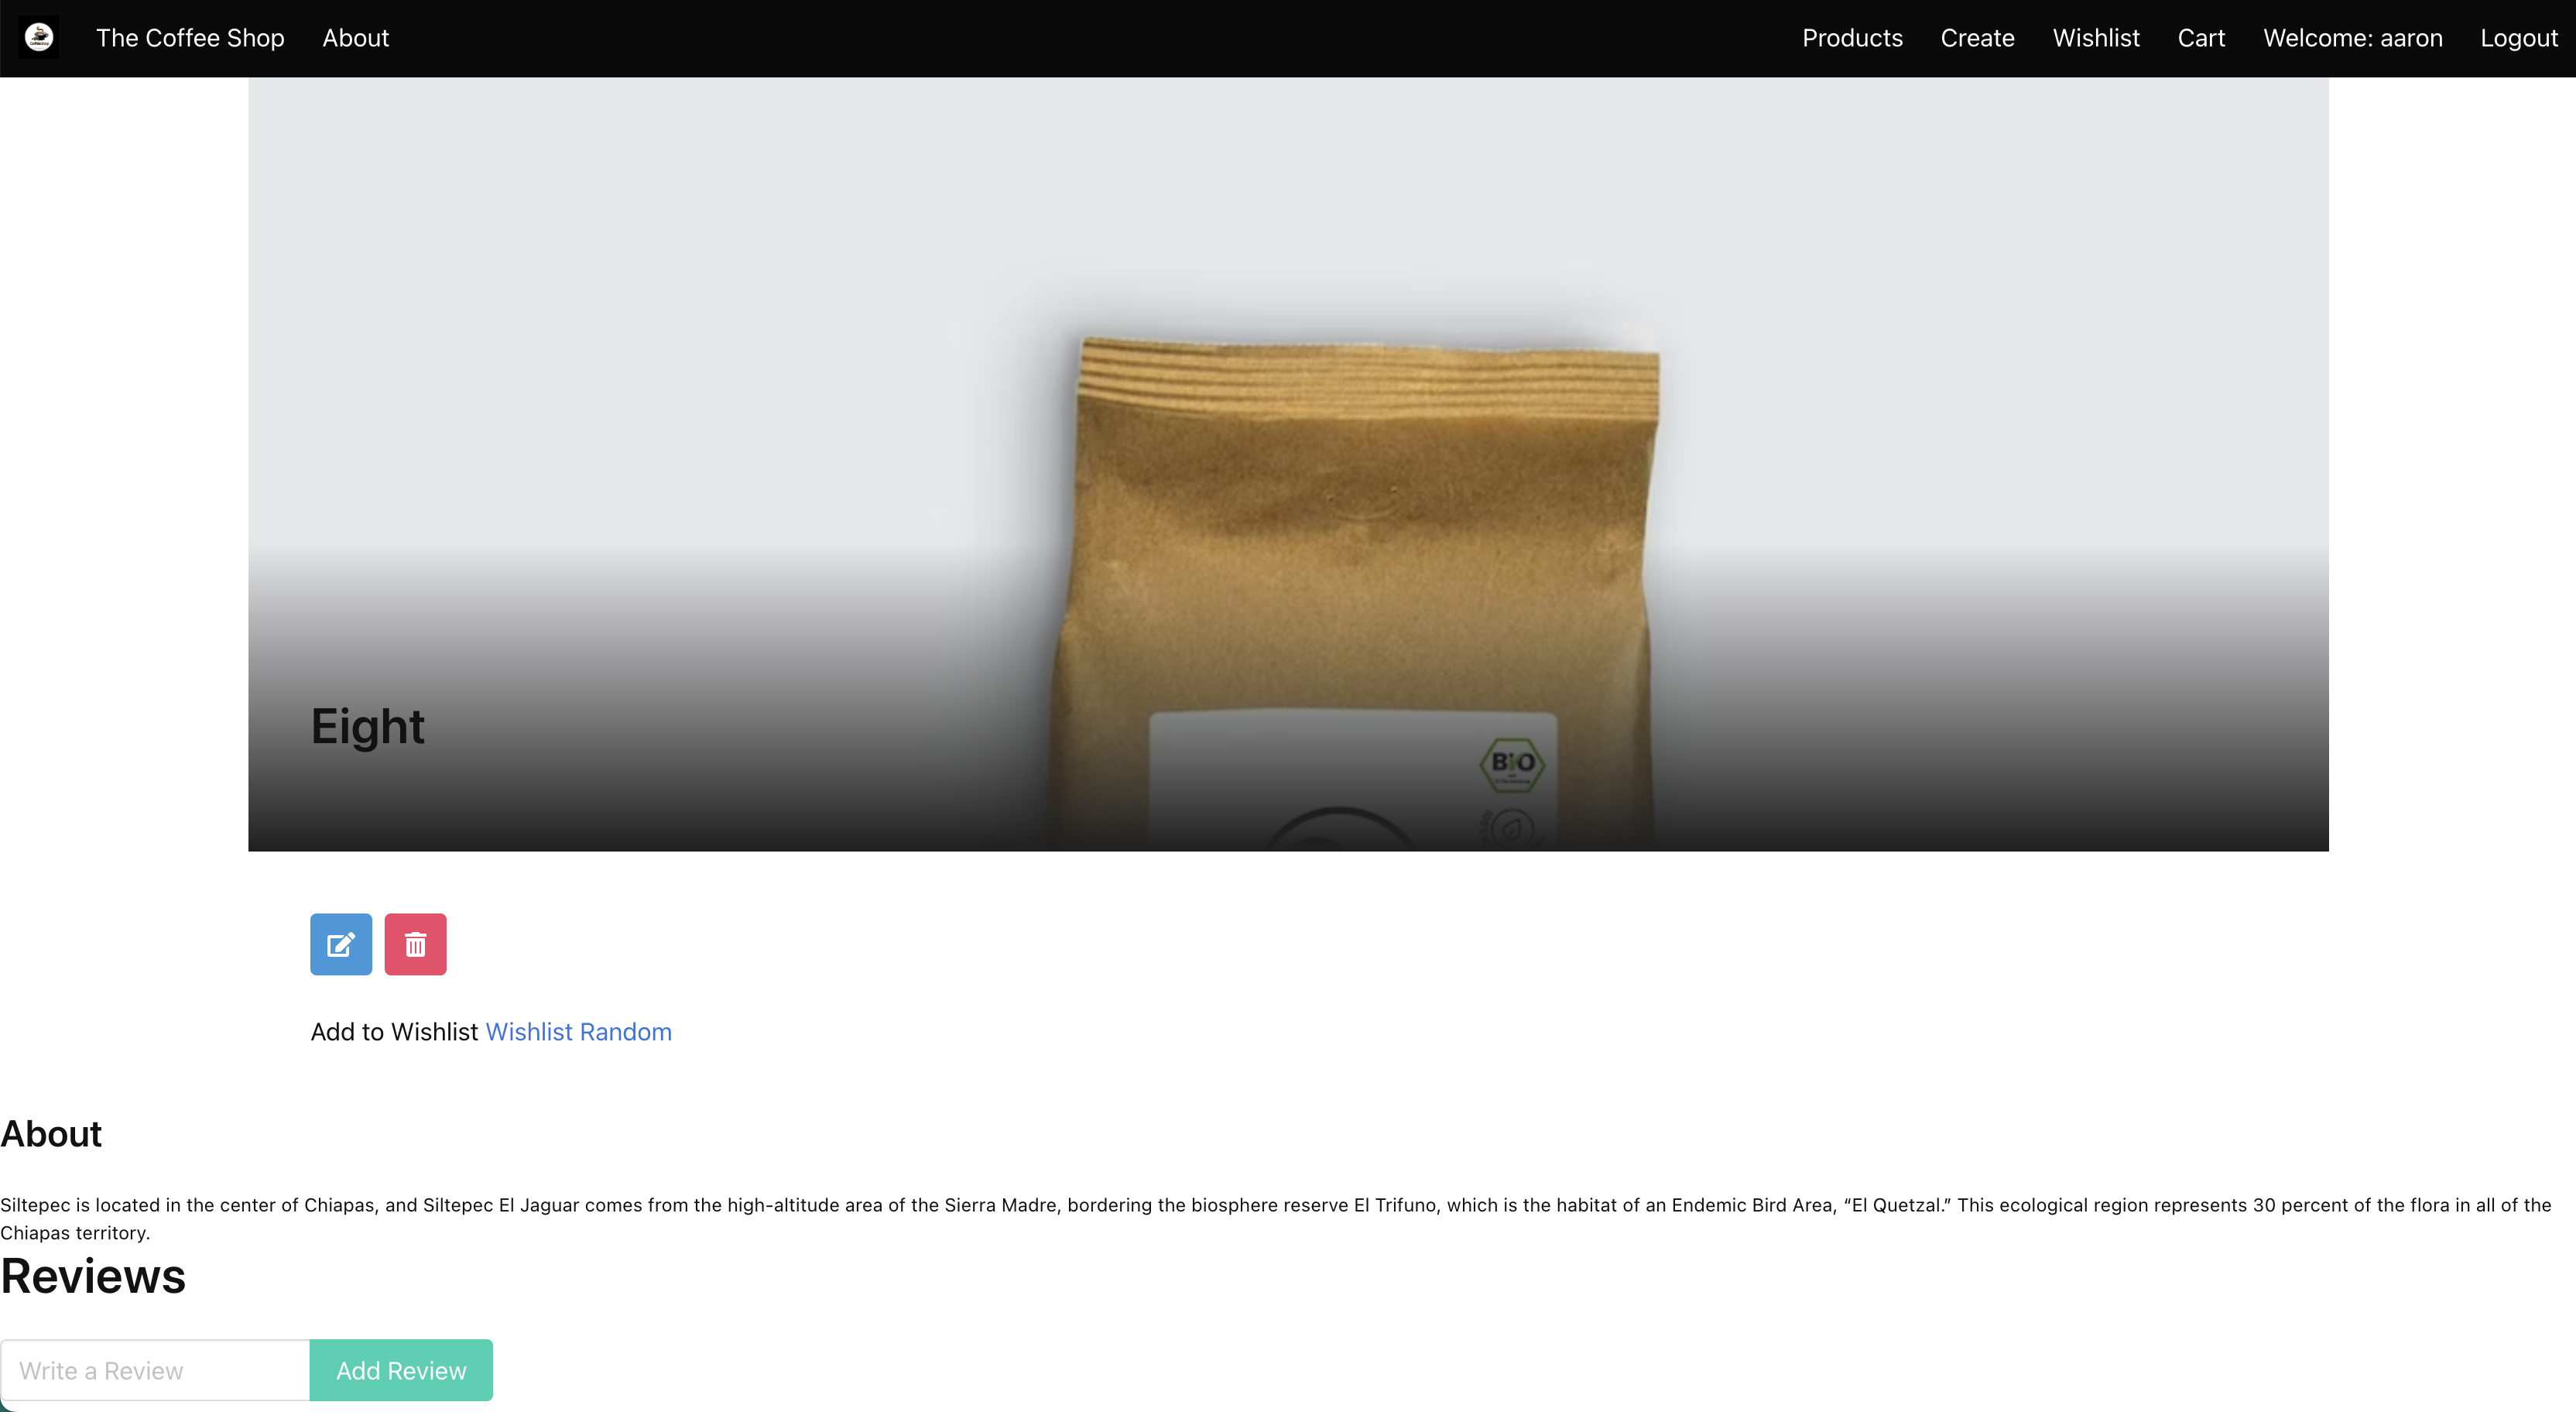 The Coffee Shop About Products Create Wishlist Cart Welcome: aaron Logout
Eight
BiO
Add to Wishlist Wishlist Random
About
Siltepec is located in the center of Chiapas, and Siltepec El Jaguar comes from the high-altitude area of the Sierra Madre, bordering the biosphere reserve El Trifuno, which is the habitat of an Endemic Bird Area, “El Quetzal.” This ecological region represents 30 percent of the flora in all of the
Chiapas territory.
Reviews
Write a Review Add Review